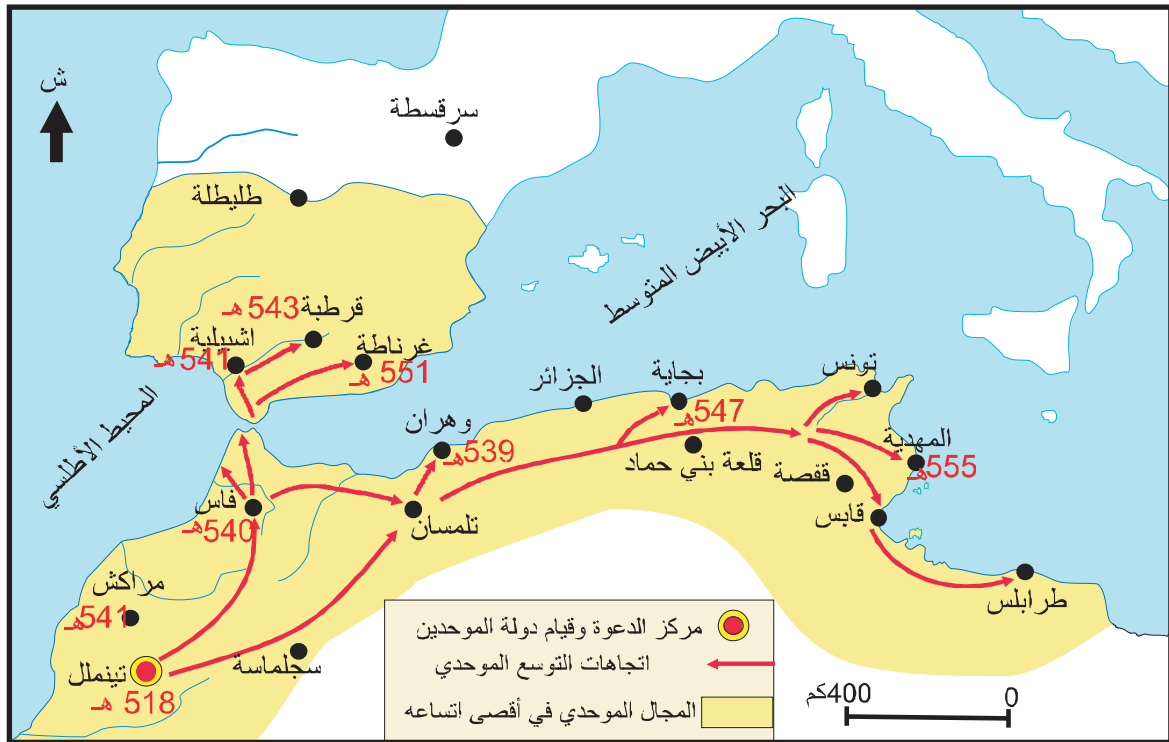 ش
سرقسطة
طليطلة
البحر الأبيض المتوسط
قرطبة
543 هـ
اشبيلية
541 هـ
غرناطة
551 هـ
المحيط الأطلسي
الجزائر
بجاية
547 هـ
تونس
وهران
539 هـ
قلعة بني حماد
المهدية
555 هـ
قفصة
فاس
540 هـ
تلمسان
قابس
مراكش
541 هـ
طرابلس
سجلماسة
تينملل
518 هـ
مركز الدعوة وقيام دولة الموحدين
اتجاهات التوسع الموحدي
المجال الموحدي في أقصى اتساعه
400كم
0